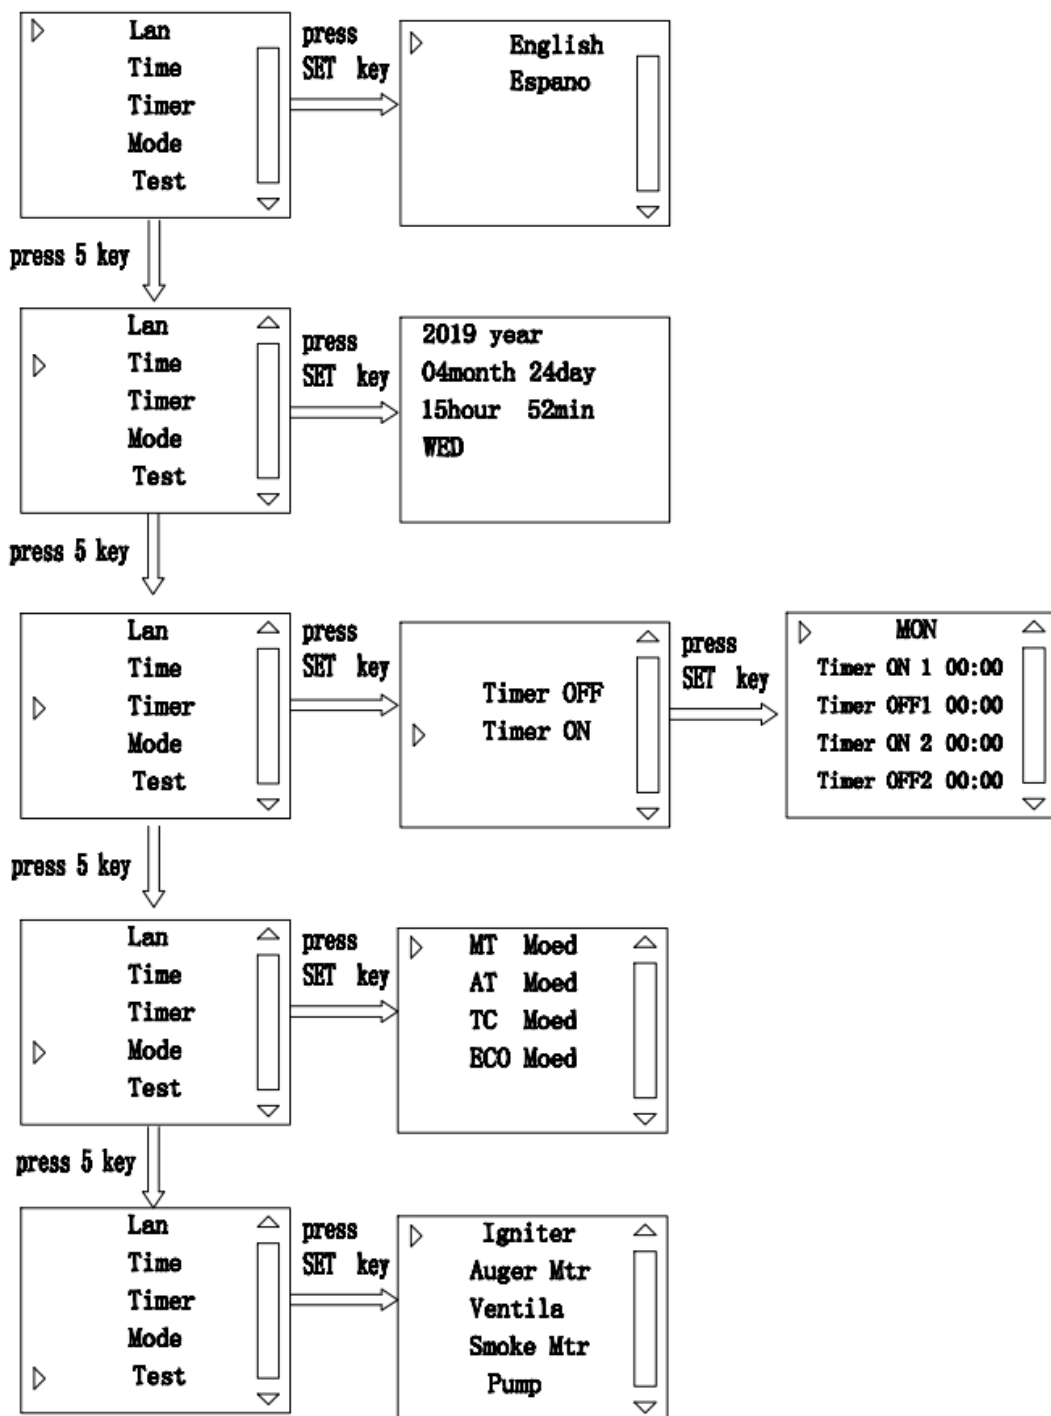 Lan
Time
Timer
Mode
Test
press
SET key
English
Espano
press 5 key
Lan
Time
Timer
Mode
Test
press
SET key
2019 year
04month 24day
15hour 52min
WED
press 5 key
Lan
Time
Timer
Mode
Test
press
SET key
Timer OFF
Timer ON
press
SET key
MON
Timer ON 1 00:00
Timer OFF1 00:00
Timer ON 2 00:00
Timer OFF2 00:00
press 5 key
Lan
Time
Timer
Mode
Test
press
SET key
MT Moed
AT Moed
TC Moed
ECO Moed
press 5 key
Lan
Time
Timer
Mode
Test
press
SET key
Igniter
Auger Mtr
Ventila
Smoke Mtr
Pump